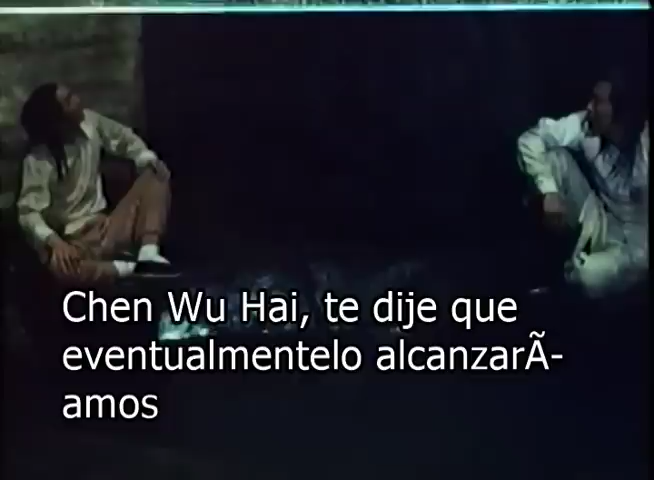 Chen Wu Hai, te dije que
eventualmentelo alcanzarÃ-
amos